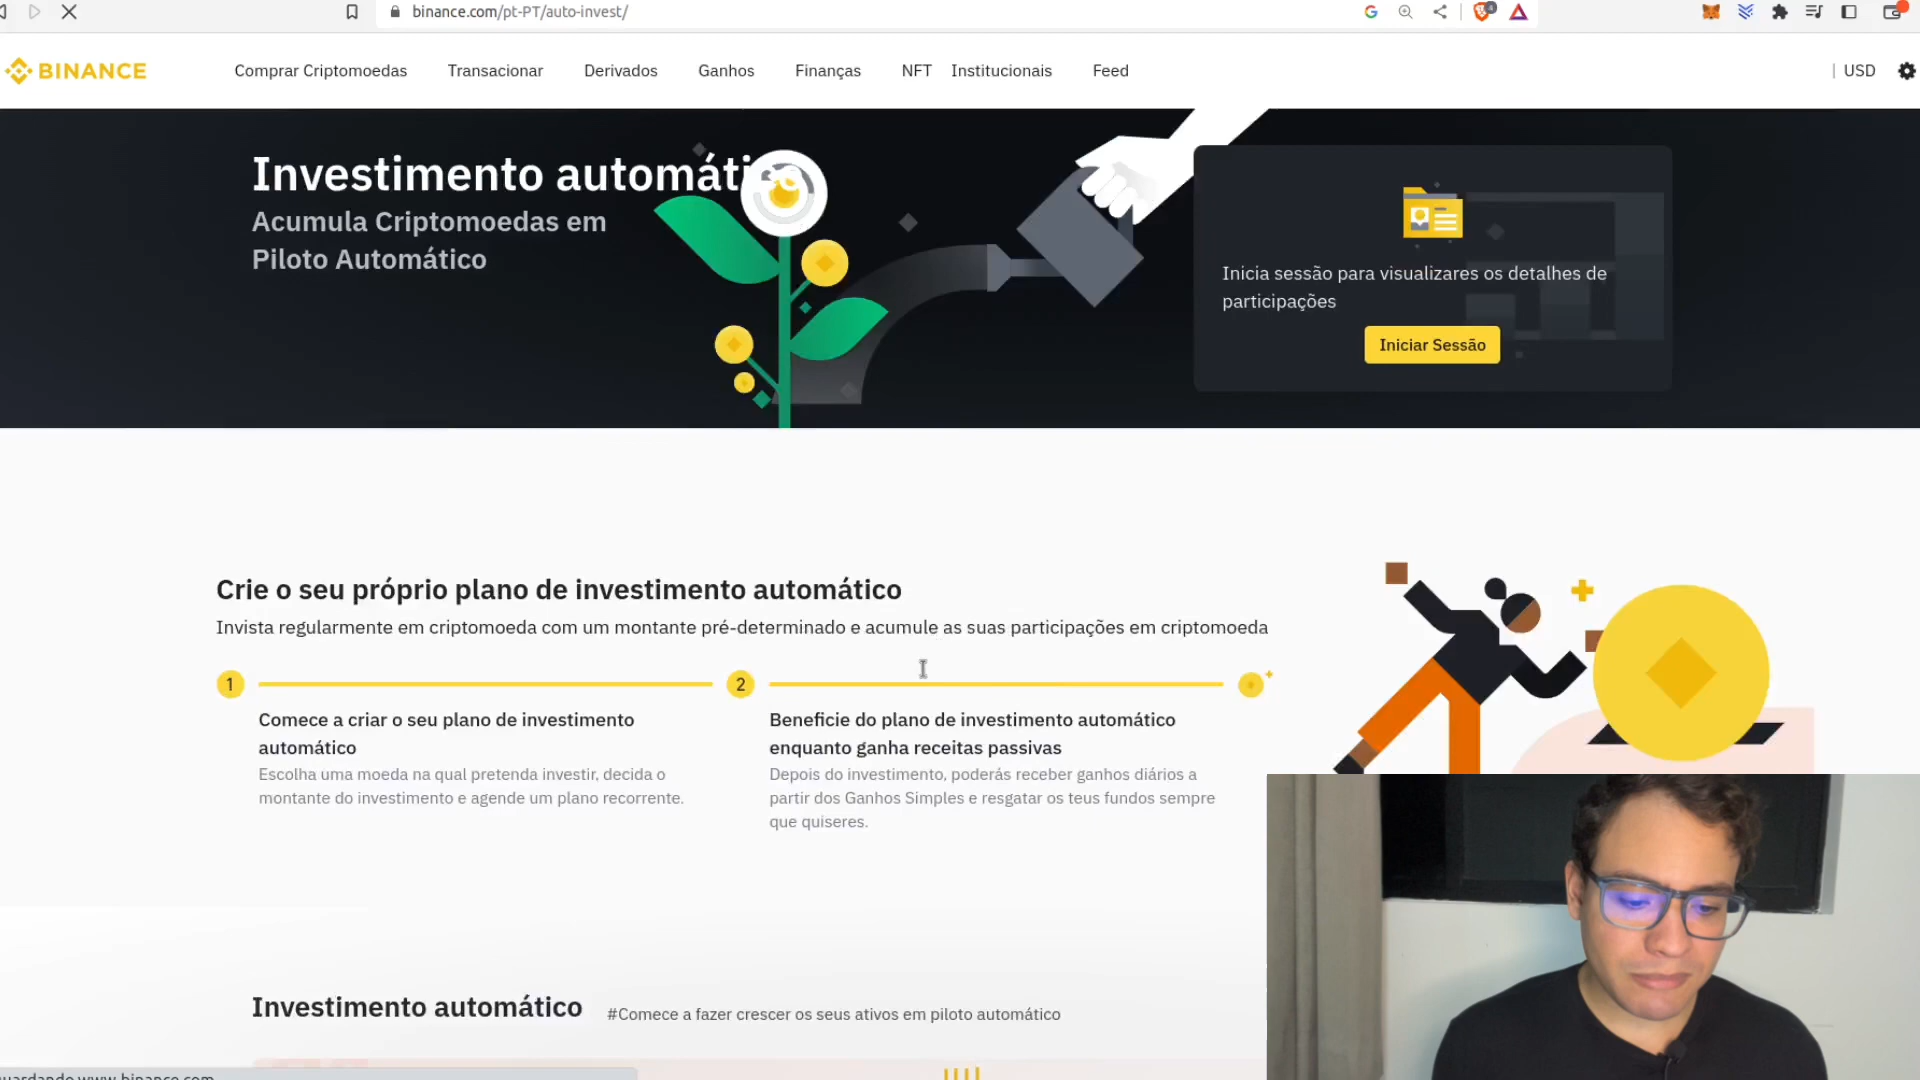 binance.com/pt-PT/auto-invest/
BINANCE
Comprar Criptomoedas
Transacionar
Derivados
Ganhos
Finanças
NFT
Institucionais
Feed
USD
Investimento automático
Acumula Criptomoedas em
Piloto Automático
Inicia sessão para visualizares os detalhes de
participações
Iniciar Sessão
Crie o seu próprio plano de investimento automático
Invista regularmente em criptomoeda com um montante pré-determinado e acumule as suas participações em criptomoeda
1
2
Comece a criar o seu plano de investimento
automático
Escolha uma moeda na qual pretenda investir, decida o
montante do investimento e agende um plano recorrente.
Beneficie do plano de investimento automático
enquanto ganha receitas passivas
Depois do investimento, poderás receber ganhos diários a
partir dos Ganhos Simples e resgatar os teus fundos sempre
que quiseres.
Investimento automático
#Comece a fazer crescer os seus ativos em piloto automático
www.binance.com